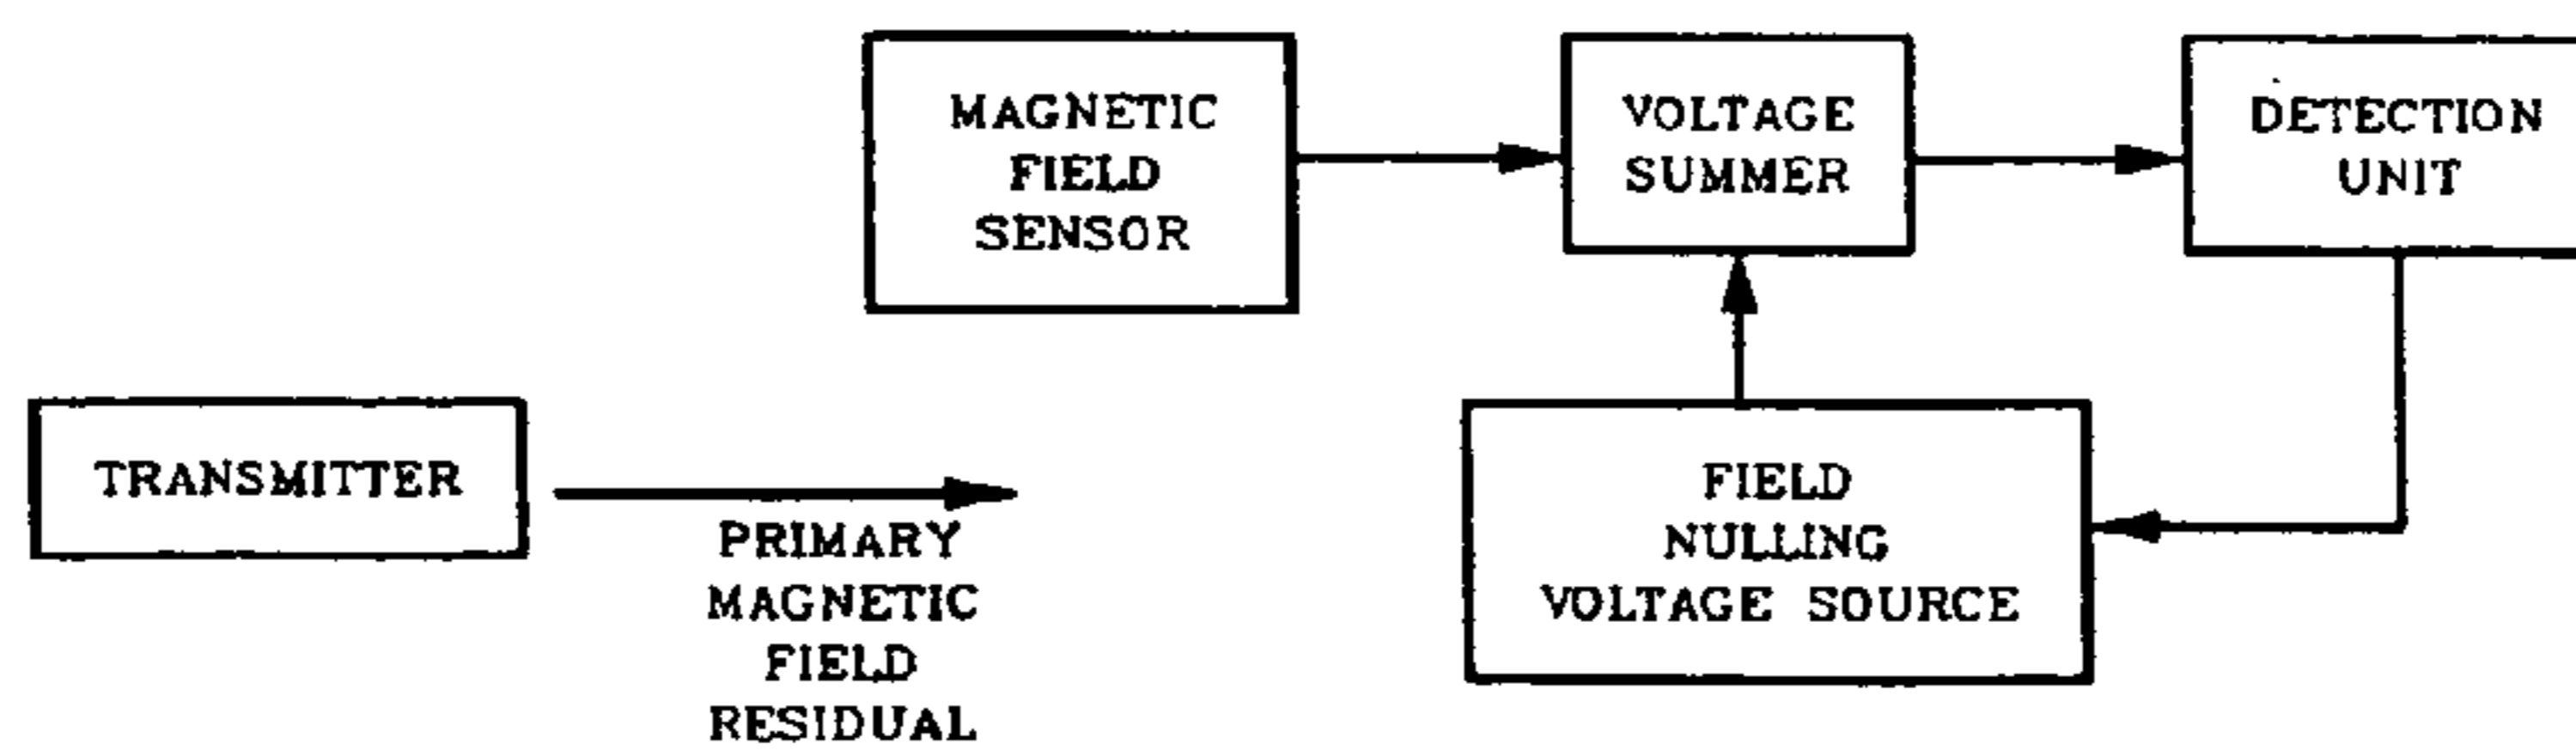 MAGNETIC
FIELD
SENSOR
VOLTAGE
SUMMER
DETECTION
UNIT
TRANSMITTER
PRIMARY
MAGNETIC
FIELD
RESIDUAL
FIELD
NULLING
VOLTAGE SOURCE